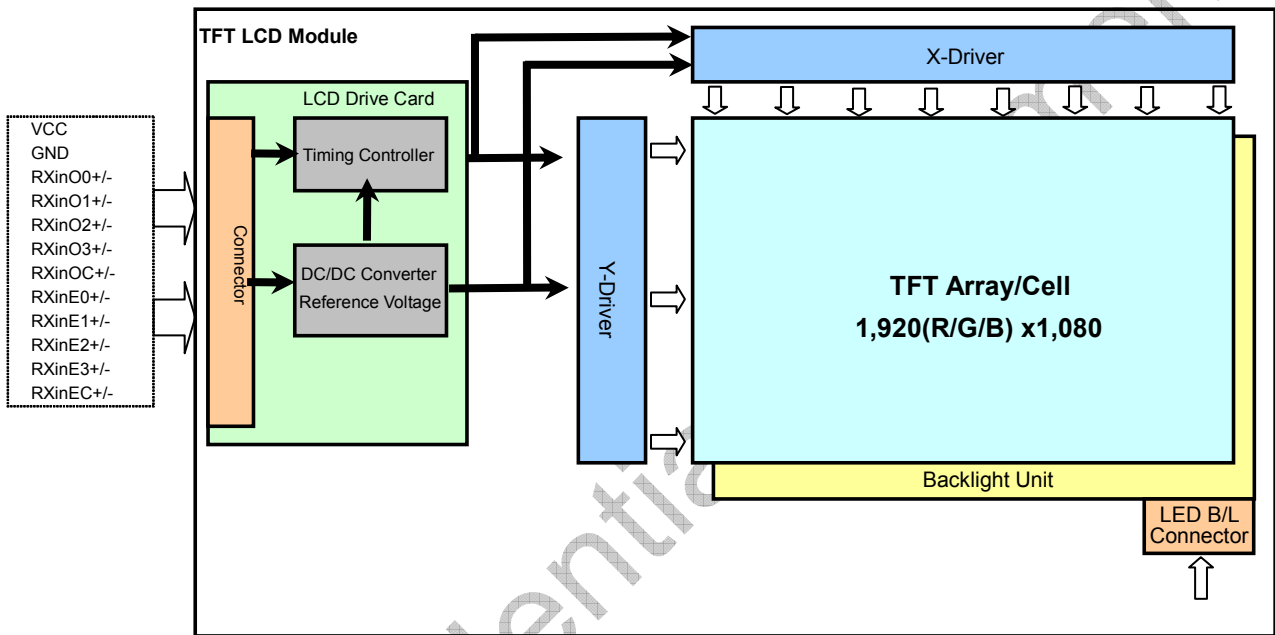 TFT LCD Module
VCC
GND
RXinO0+/-
RXinO1+/-
RXinO2+/-
RXinO3+/-
RXinOC+/-
RXinE0+/-
RXinE1+/-
RXinE2+/-
RXinE3+/-
RXinEC+/-
LCD Drive Card
Connector
Timing Controller
DC/DC Converter
Reference Voltage
X-Driver
Y-Driver
TFT Array/Cell
1,920(R/G/B) x1,080
Backlight Unit
LED B/L
Connector